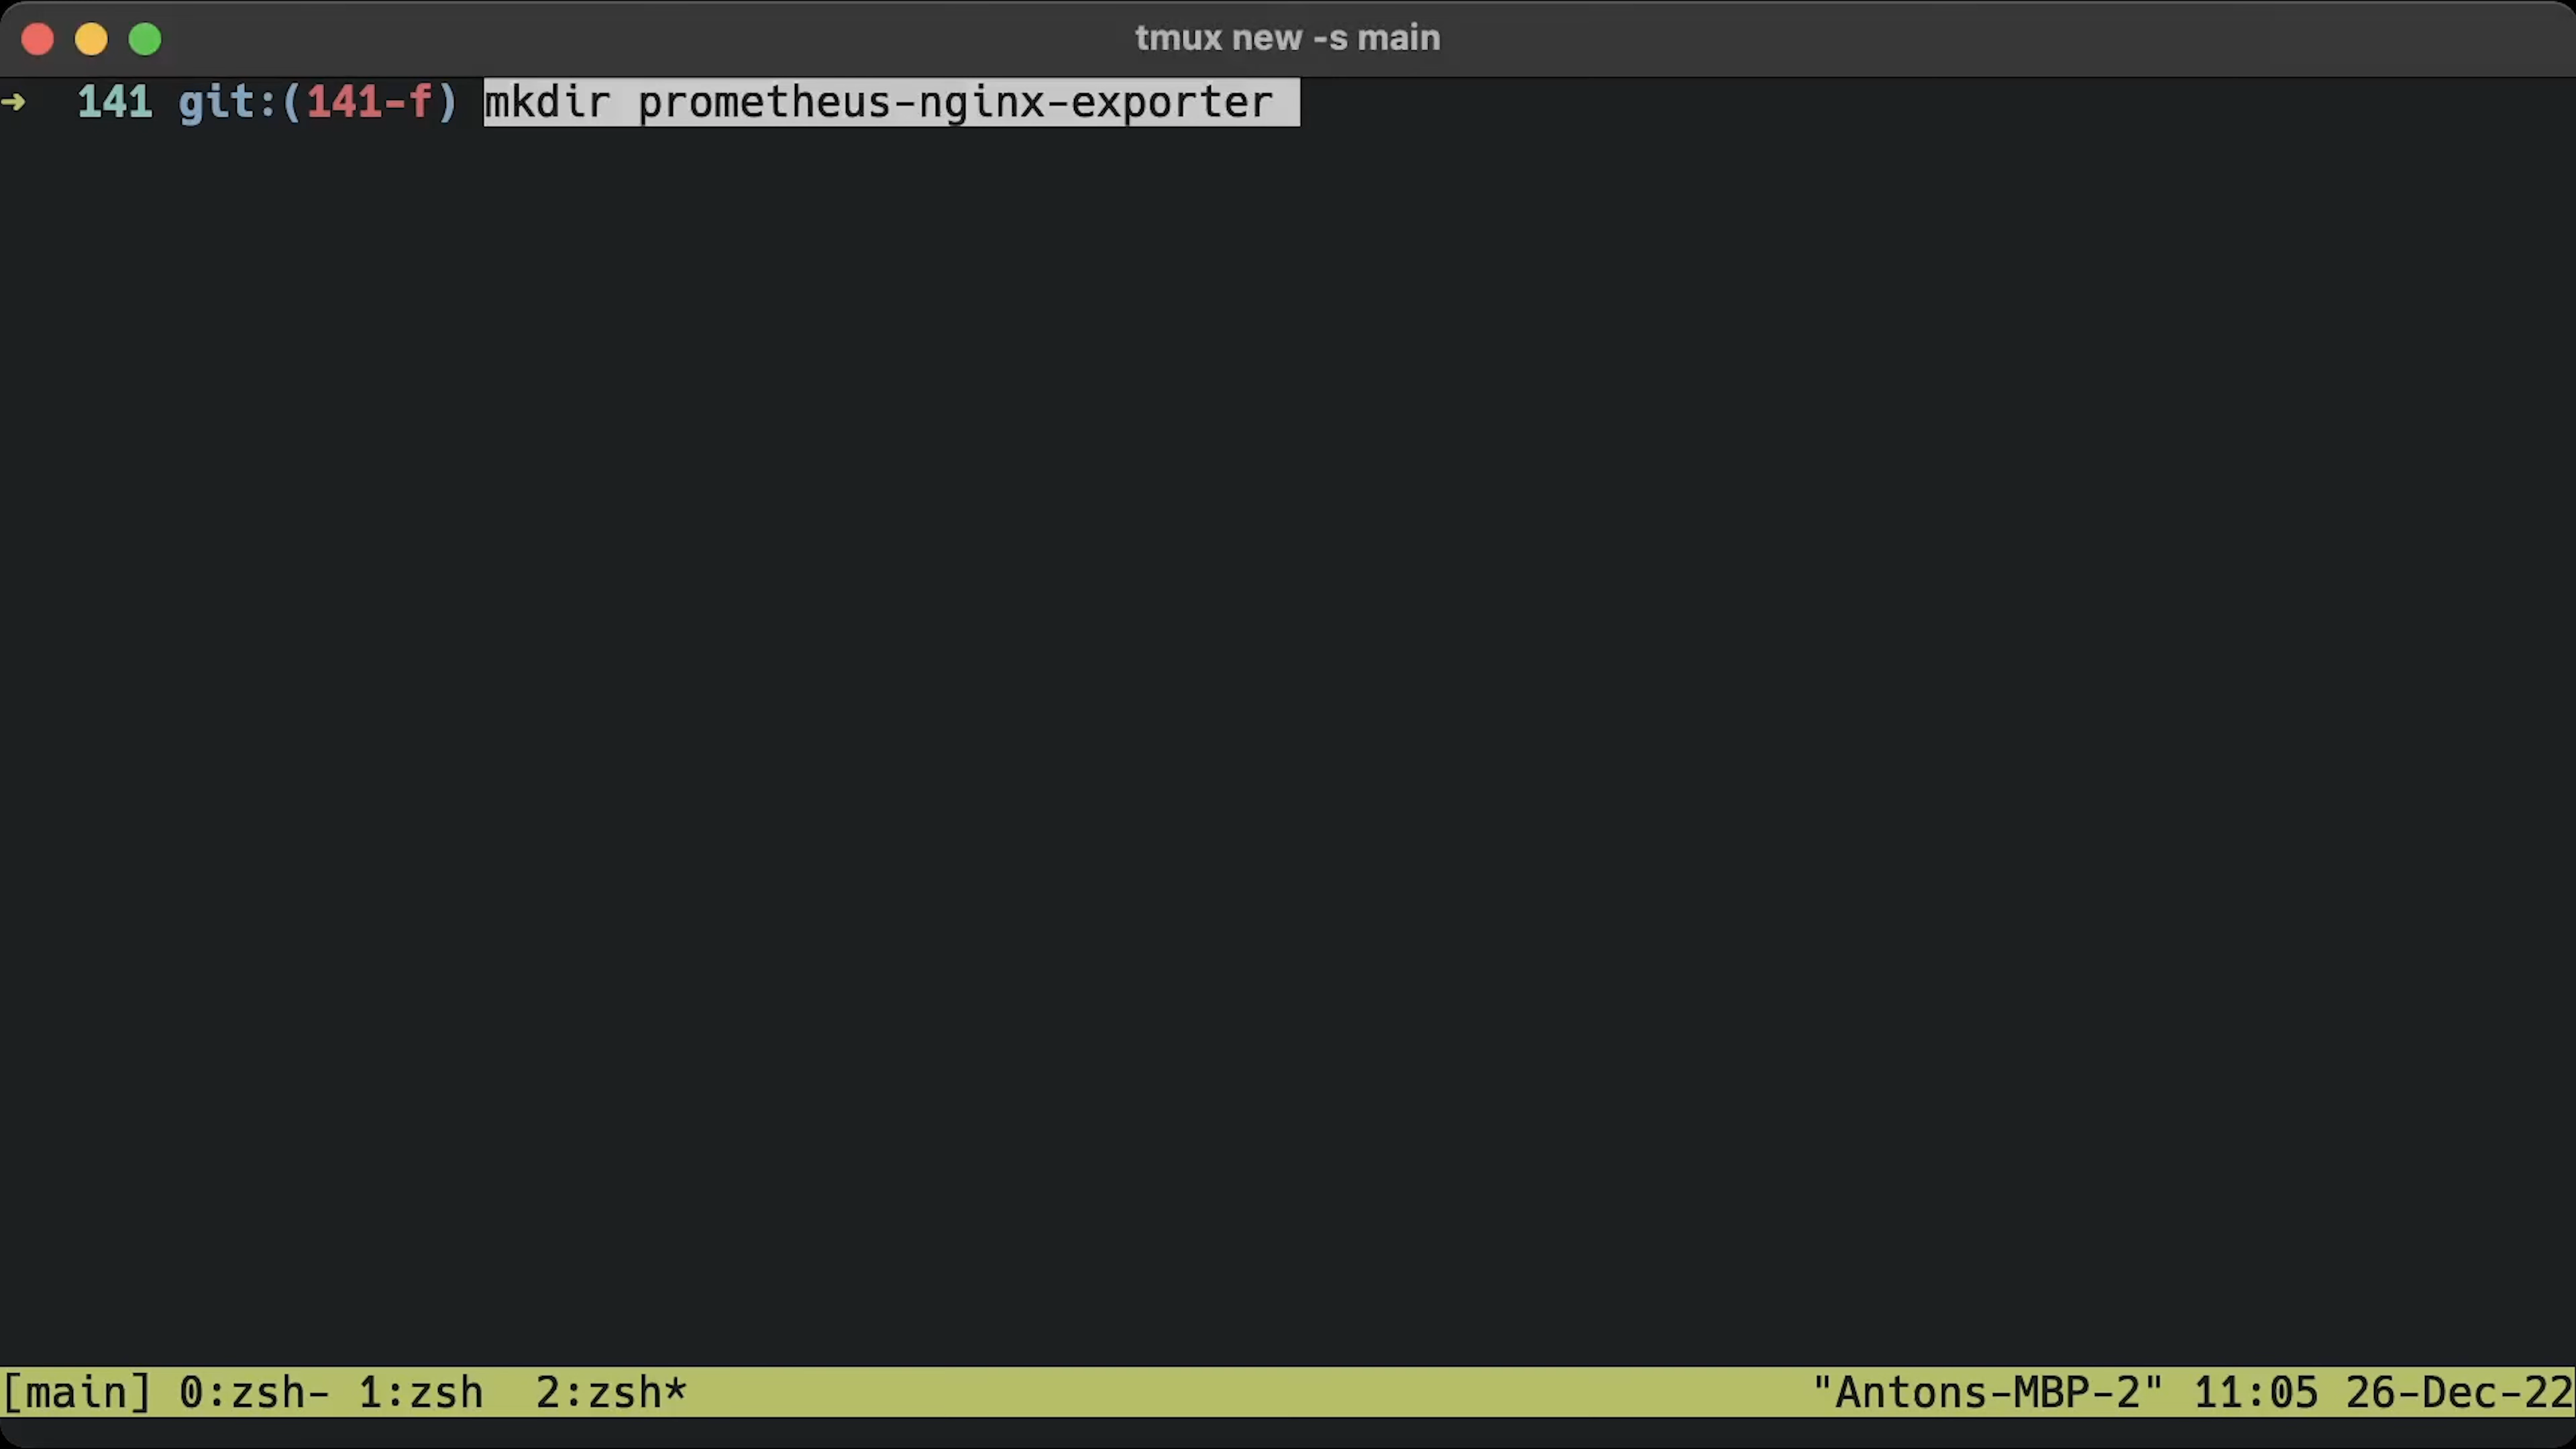 tmux new -s main
➜  141 git:(141-f) mkdir prometheus-nginx-exporter
[main] 0:zsh- 1:zsh  2:zsh* "Antons-MBP-2" 11:05 26-Dec-22